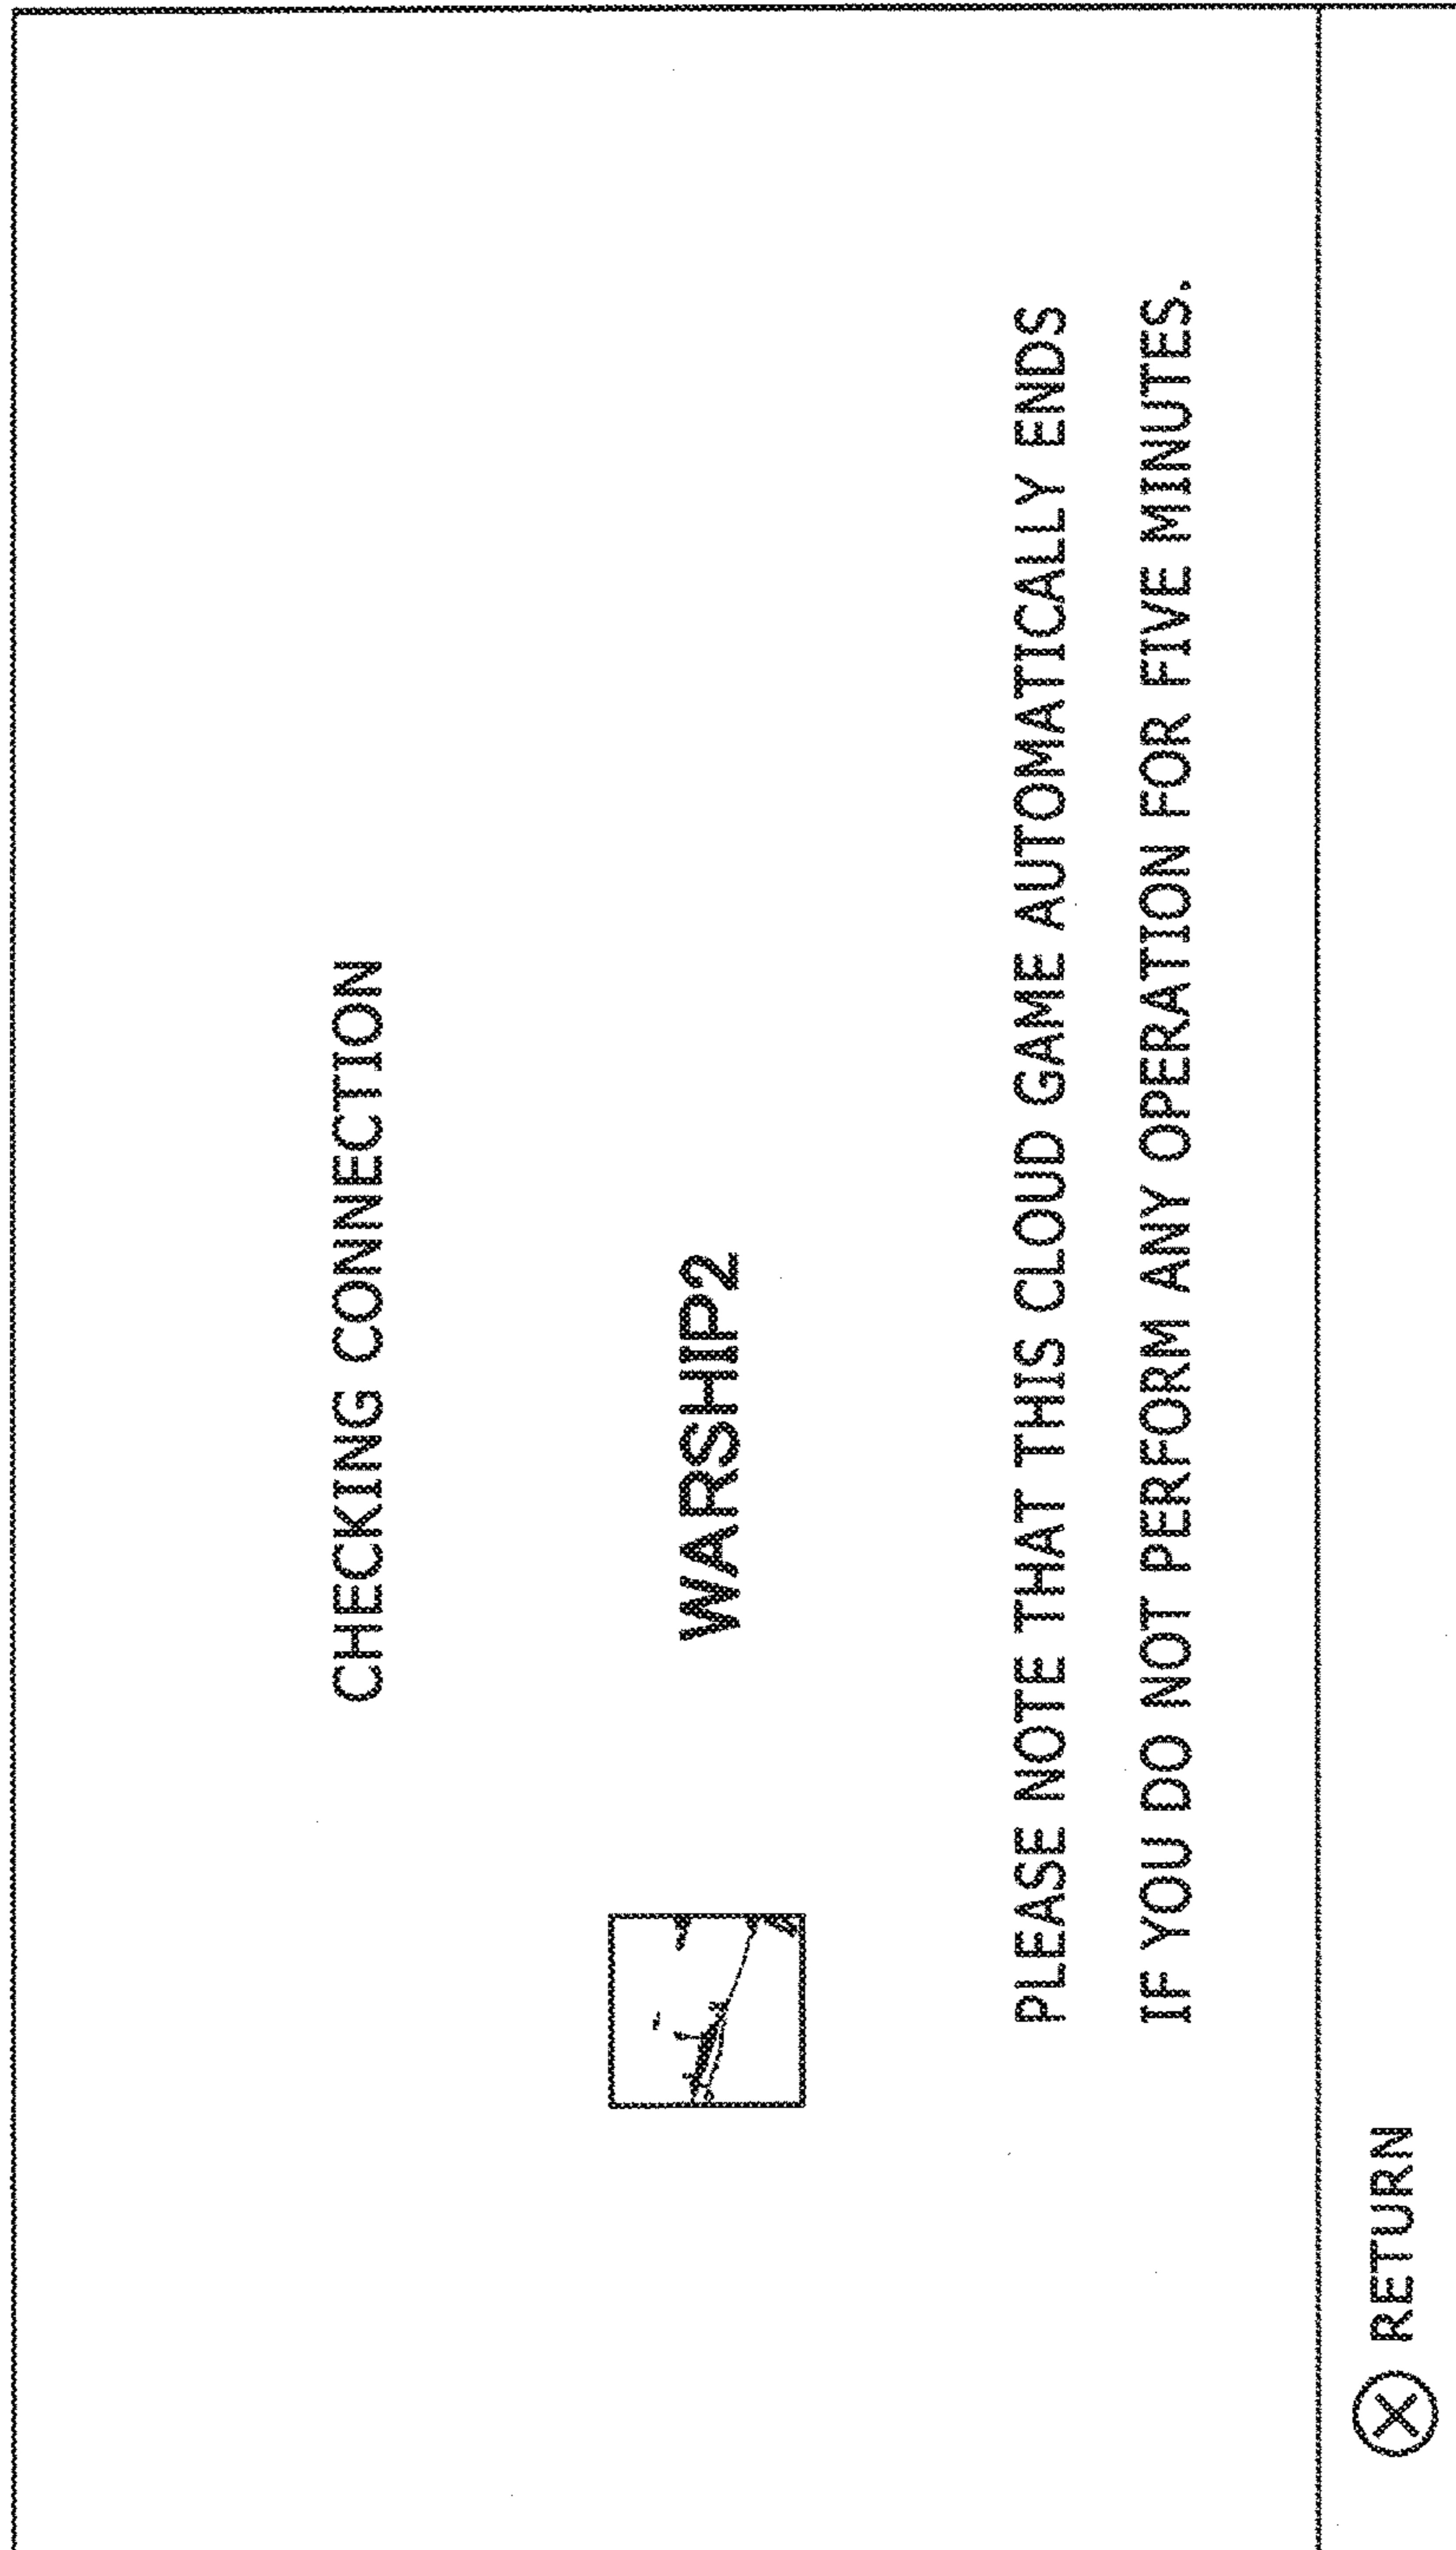 CHECKING CONNECTION
WARSHIP2
PLEASE NOTE THAT THIS CLOUD GAME AUTOMATICALLY ENDS
IF YOU DO NOT PERFORM ANY OPERATION FOR FIVE MINUTES.
RETURN